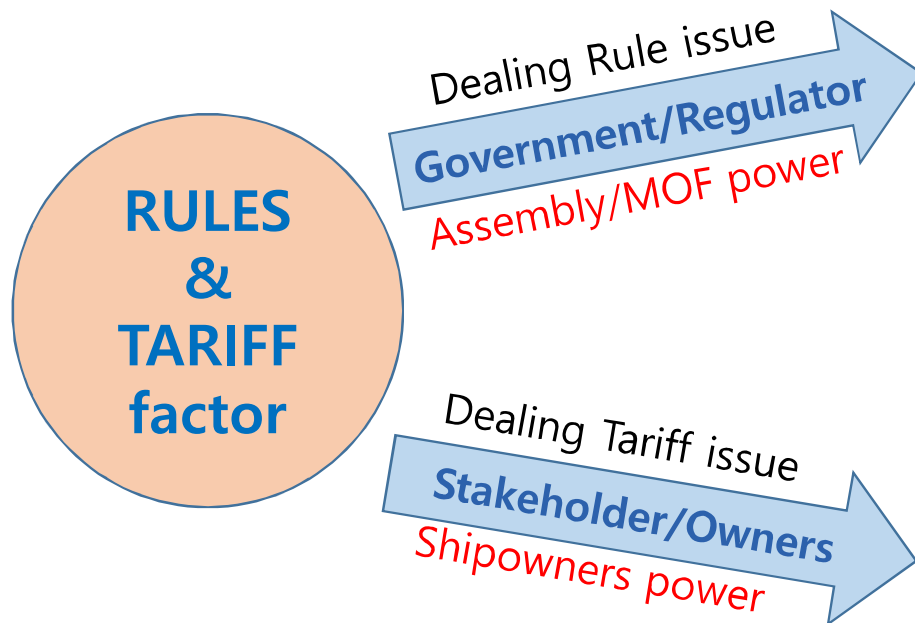 RULES
&
TARIFF
factor
Dealing Rule issue
Government/Regulator
Assembly/MOF power
Dealing Tariff issue
Stakeholder/Owners
Shipowners power